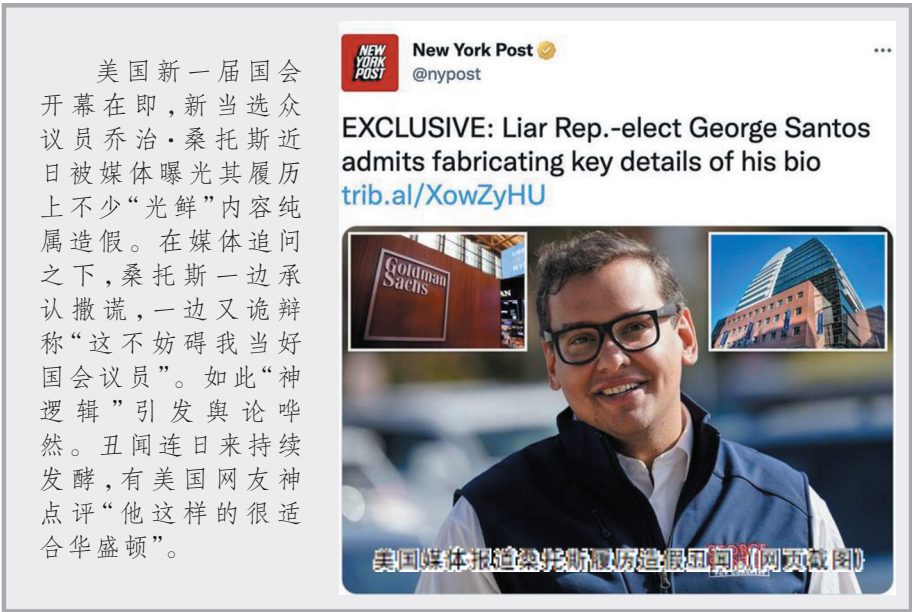 美国新一届国会
开幕在即,新当选众
议员乔治·桑托斯近
日被媒体曝光其履历
上不少“光鲜”内容纯
属造假。在媒体追问
之下,桑托斯一边承
认撒谎,一边又诡辩
称“这不妨碍我当好
国会议员”。如此“神
逻辑”引发舆论哗
然。丑闻连日来持续
发酵,有美国网友神
点评“他这样的很适
合华盛顿”。
NEW
YORK
POST
New York Post
@nypost
EXCLUSIVE: Liar Rep.-elect George Santos
admits fabricating key details of his bio
trib.al/XowZyHU
Goldman
Sachs
美国媒体报道桑托斯履历造假丑闻(网页截图)